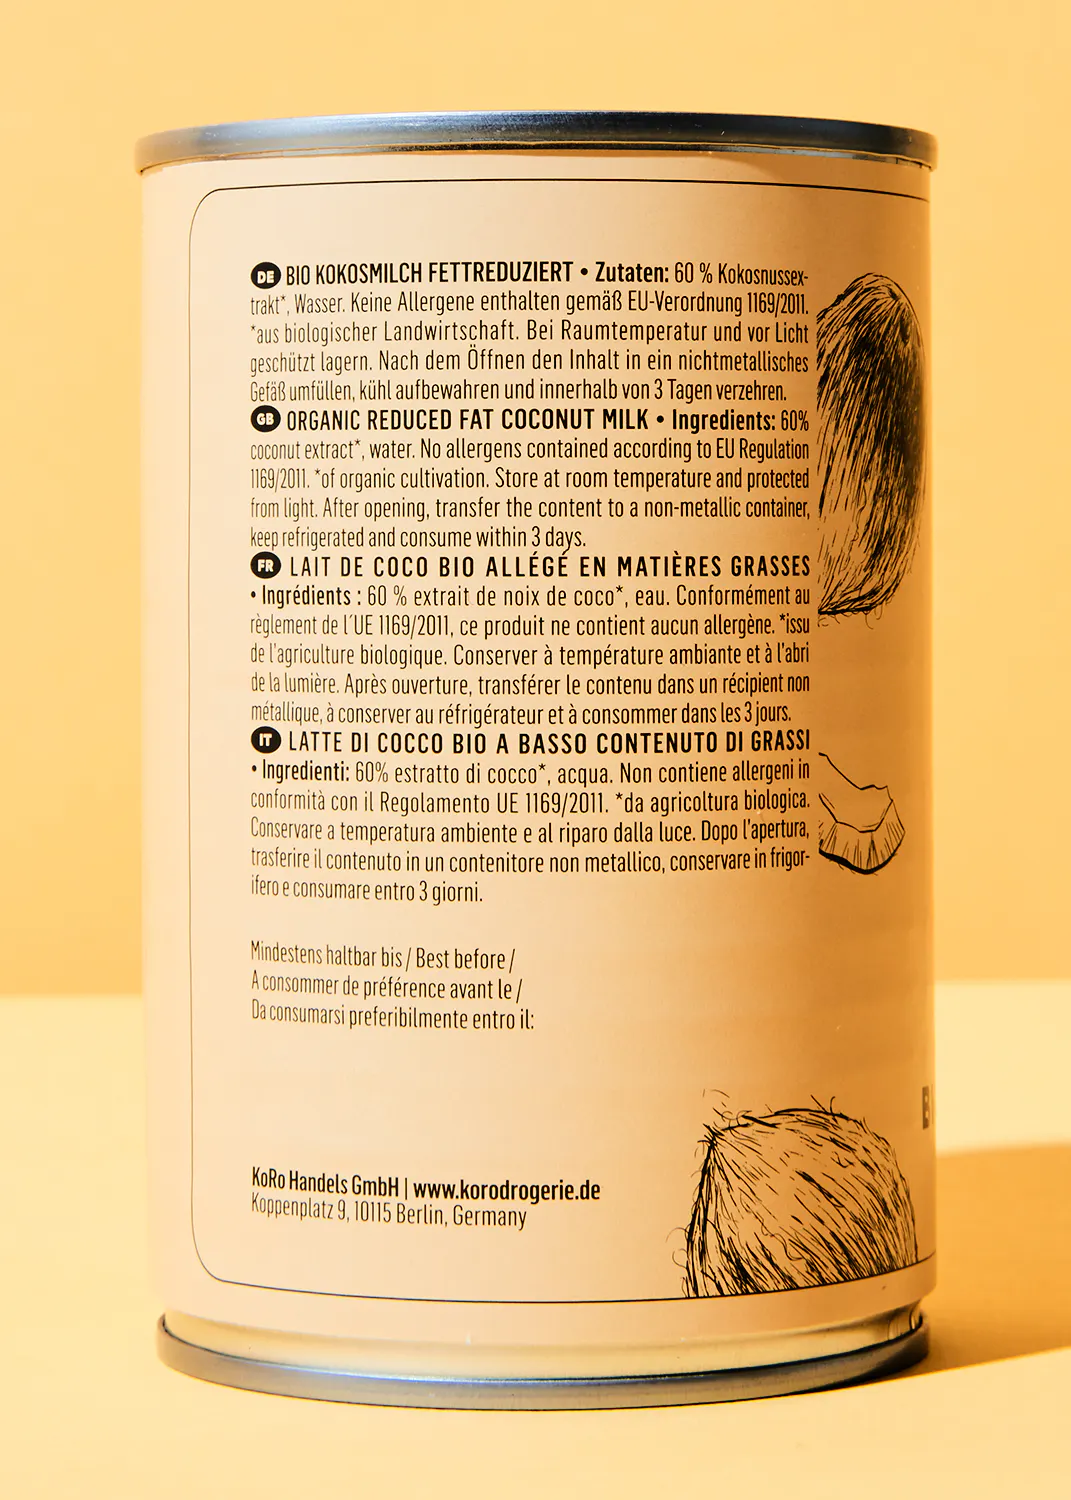 DE BIO KOKOSMILCH FETTREDUZIERT • Zutaten: 60 % Kokosnussex-
trakt*, Wasser. Keine Allergene enthalten gemäß EU-Verordnung 1169/2011.
*aus biologischer Landwirtschaft. Bei Raumtemperatur und vor Licht
geschützt lagern. Nach dem Öffnen den Inhalt in ein nichtmetallisches
Gefäß umfüllen, kühl aufbewahren und innerhalb von 3 Tagen verzehren.
GB ORGANIC REDUCED FAT COCONUT MILK • Ingredients: 60%
coconut extract*, water. No allergens contained according to EU Regulation
1169/2011. *of organic cultivation. Store at room temperature and protected
from light. After opening, transfer the content to a non-metallic container,
keep refrigerated and consume within 3 days.
FR LAIT DE COCO BIO ALLÉGÉ EN MATIÈRES GRASSES
• Ingrédients : 60 % extrait de noix de coco*, eau. Conformément au
règlement de l´UE 1169/2011, ce produit ne contient aucun allergène. *issu
de l'agriculture biologique. Conserver à température ambiante et à l'abri
de la lumière. Après ouverture, transférer le contenu dans un récipient non
métallique, à conserver au réfrigérateur et à consommer dans les 3 jours.
IT LATTE DI COCCO BIO A BASSO CONTENUTO DI GRASSI
• Ingredienti: 60% estratto di cocco*, acqua. Non contiene allergeni in
conformità con il Regolamento UE 1169/2011. *da agricoltura biologica.
Conservare a temperatura ambiente e al riparo dalla luce. Dopo l'apertura,
trasferire il contenuto in un contenitore non metallico, conservare in frigor-
ifero e consumare entro 3 giorni.
Mindestens haltbar bis / Best before /
A consommer de préférence avant le /
Da consumarsi preferibilmente entro il:
KoRo Handels GmbH | www.korodrogerie.de
Koppenplatz 9, 10115 Berlin, Germany